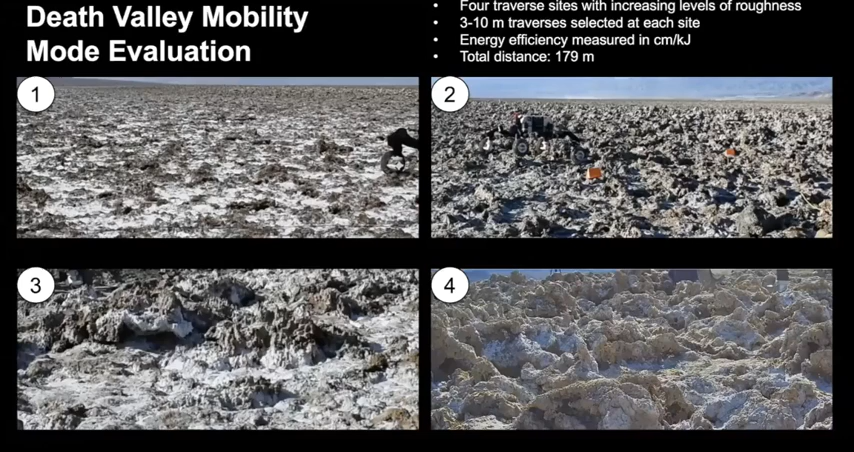 Death Valley Mobility
Mode Evaluation
• Four traverse sites with increasing levels of roughness
• 3-10 m traverses selected at each site
• Energy efficiency measured in cm/kJ
• Total distance: 179 m
1
2
3
4